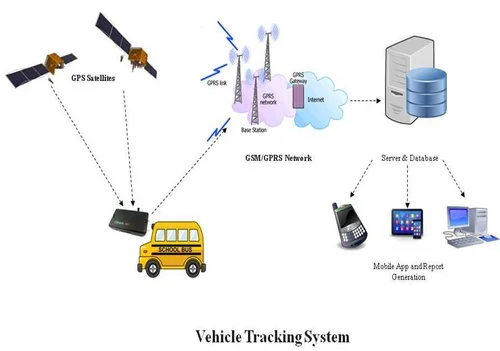 GPS Satellites
GPRS link
GPRS
network
GPRS
Gateway
Internet
Base Station
GSM/GPRS Network
Server & Database
SCHOOL BUS
Mobile App and Report
Generation
Vehicle Tracking System